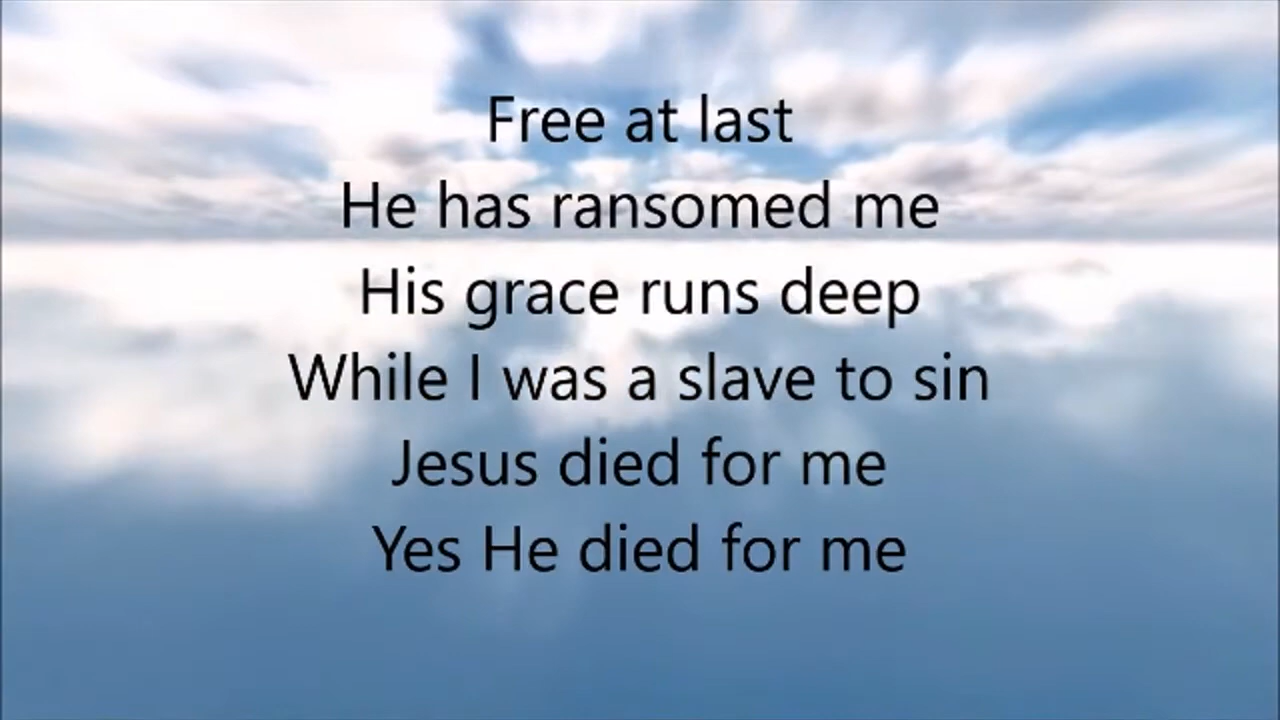 Free at last
He has ransomed me
His grace runs deep
While I was a slave to sin
Jesus died for me
Yes He died for me